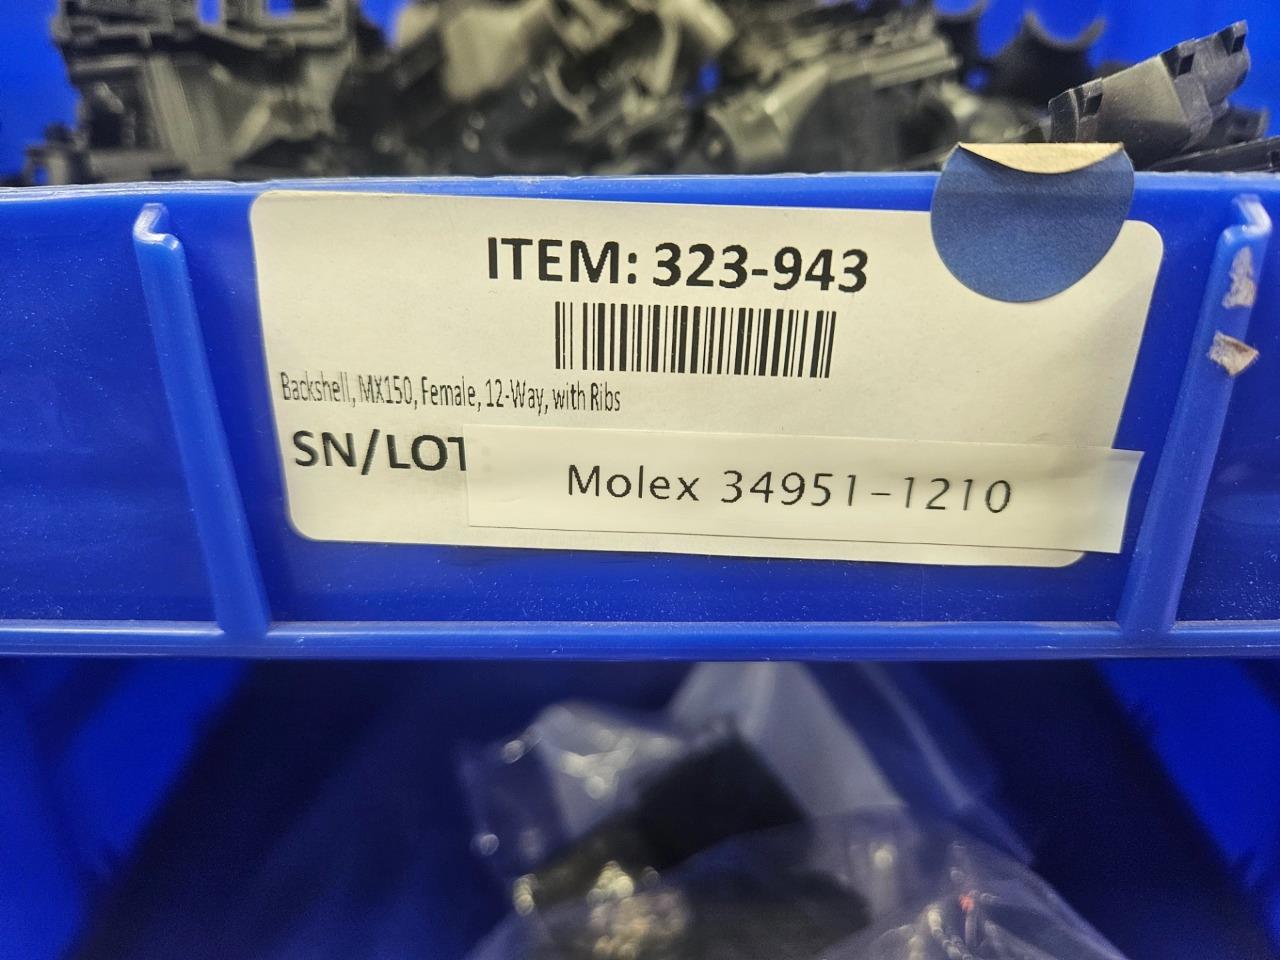 ITEM: 323-943
Backshell, MX150, Female, 12-Way, with Ribs
SN/LOT
Molex 34951-1210